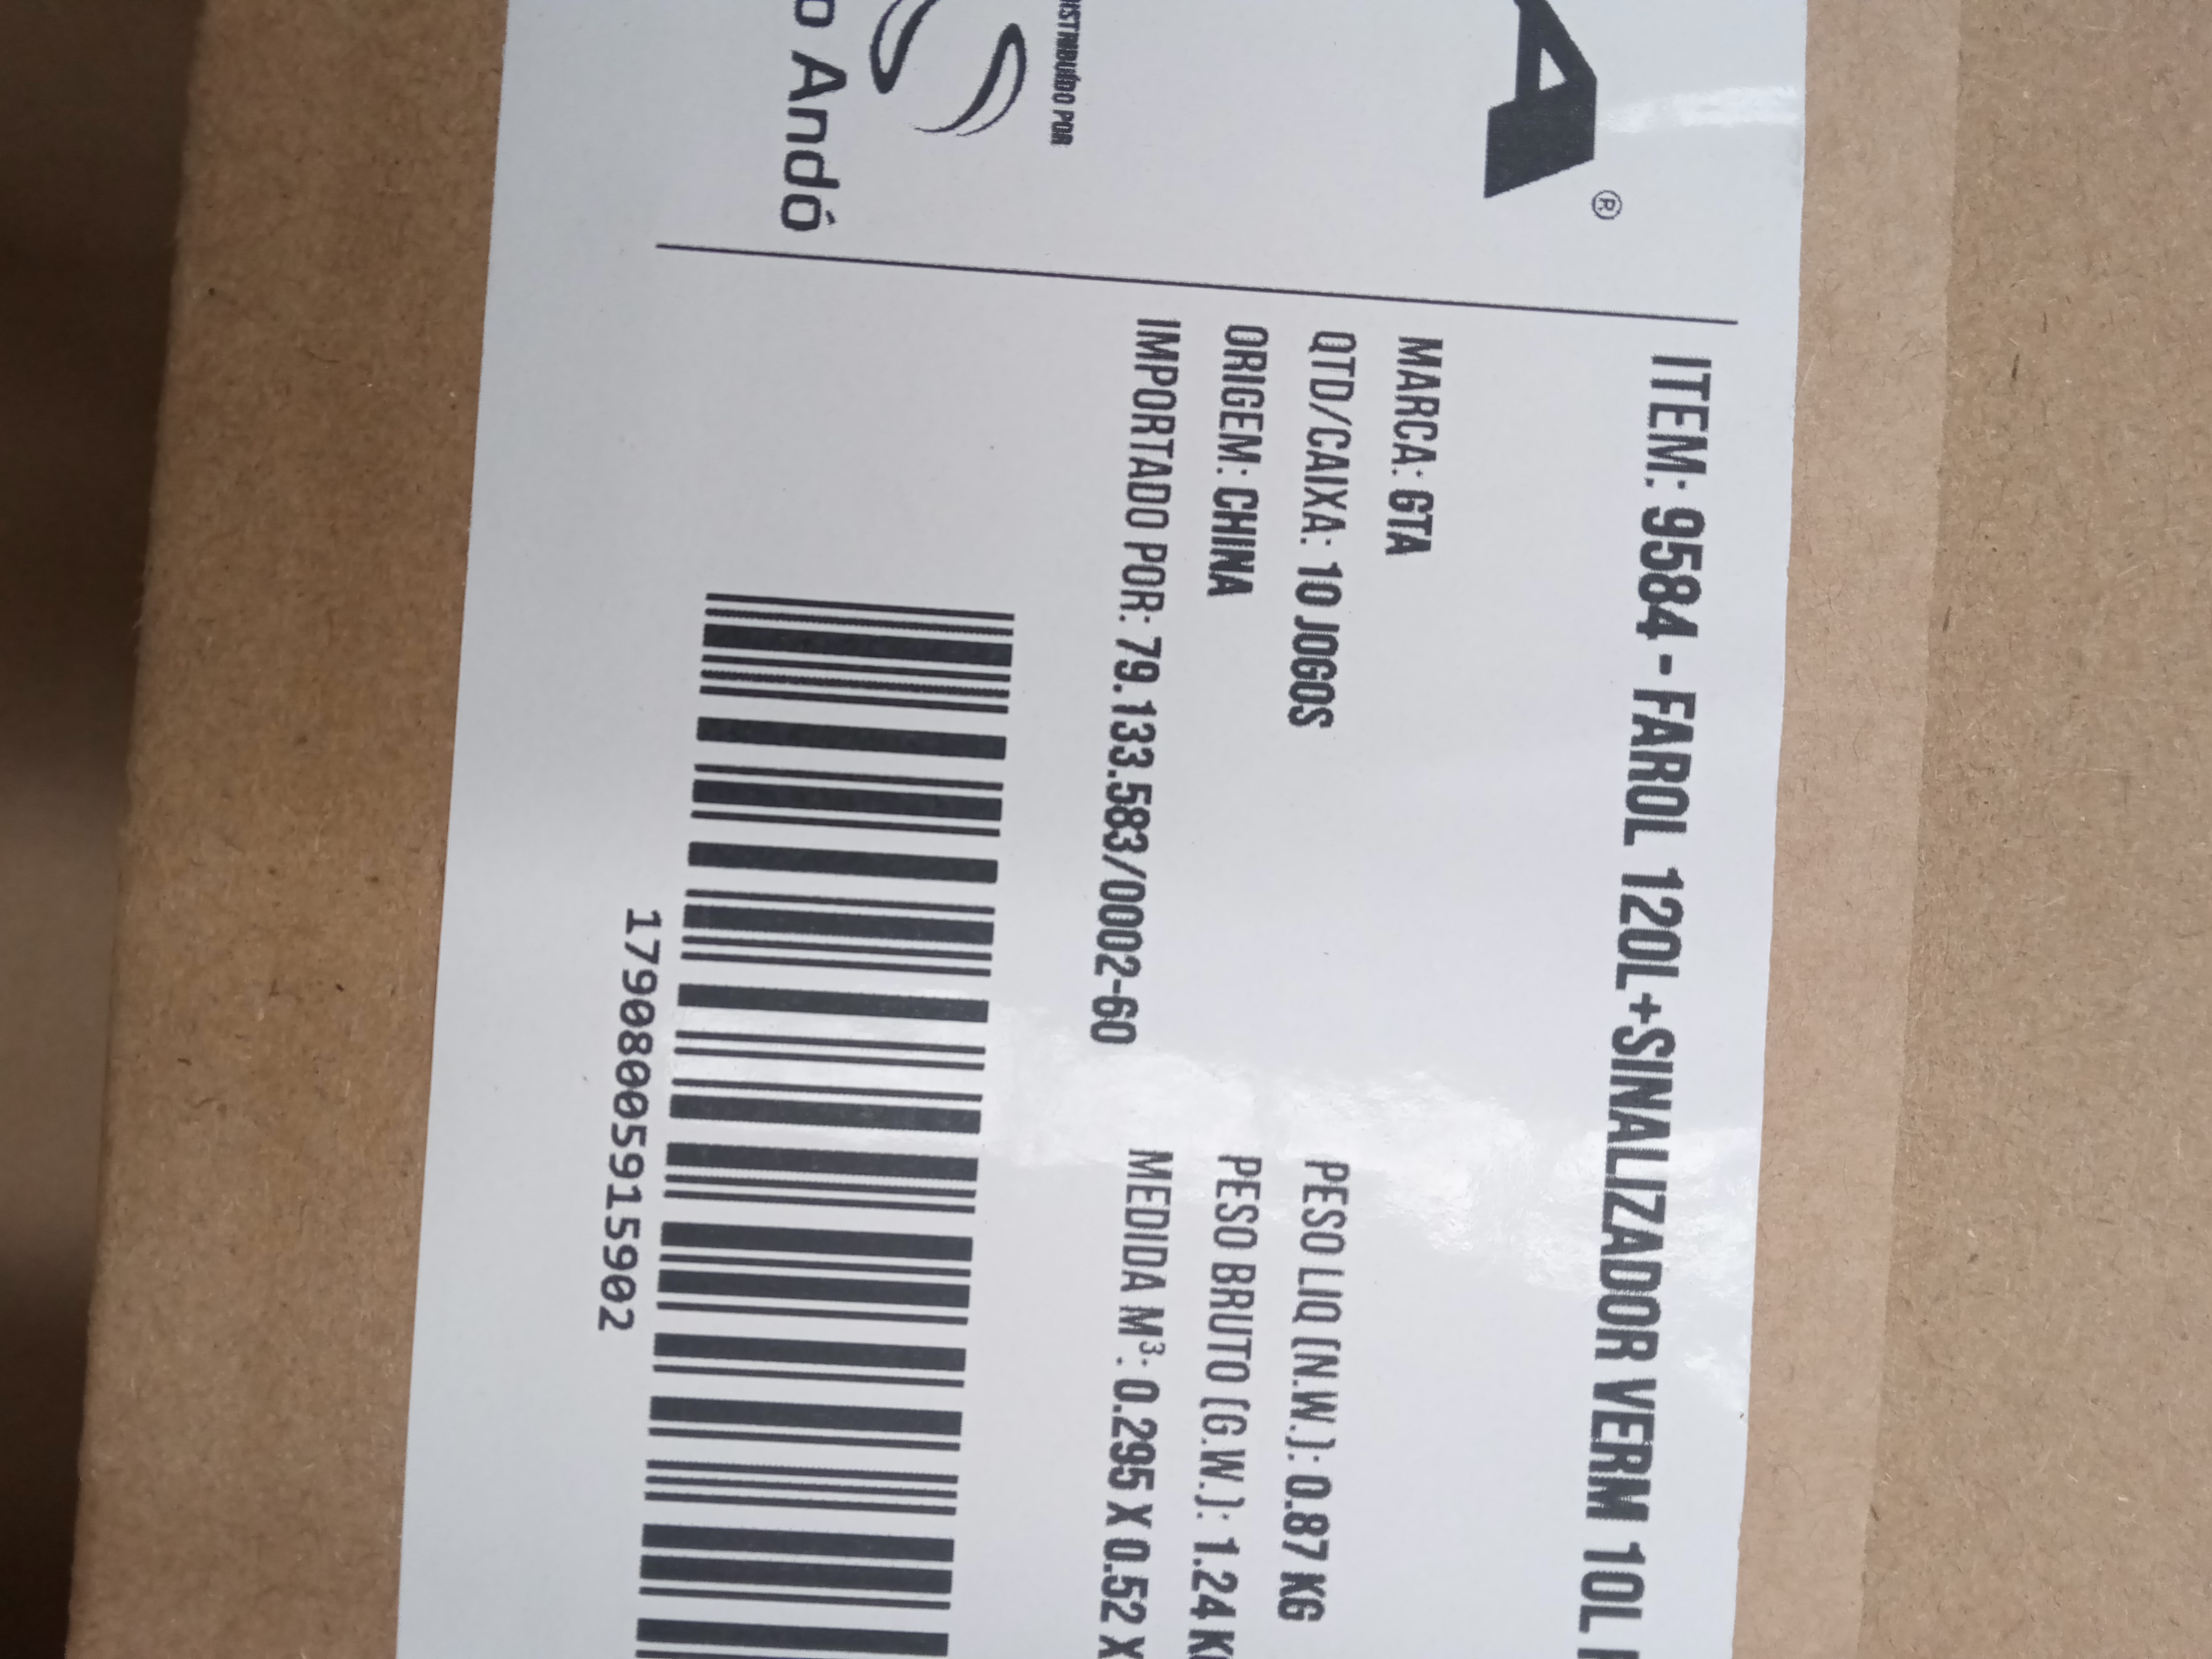 A®
DISTRIBUÍDO POR
o Andó
ITEM: 9584 - FAROL 120L+SINALIZADOR VERM 10L
MARCA: GTA
QTD/CAIXA: 10 JOGOS
ORIGEM: CHINA
IMPORTADO POR: 79.133.583/0002-60
PESO LIQ (N.W.): 0.87 KG
PESO BRUTO (G.W.): 1.24 K
MEDIDA M³: 0.295 X 0.52 X
17908005915902